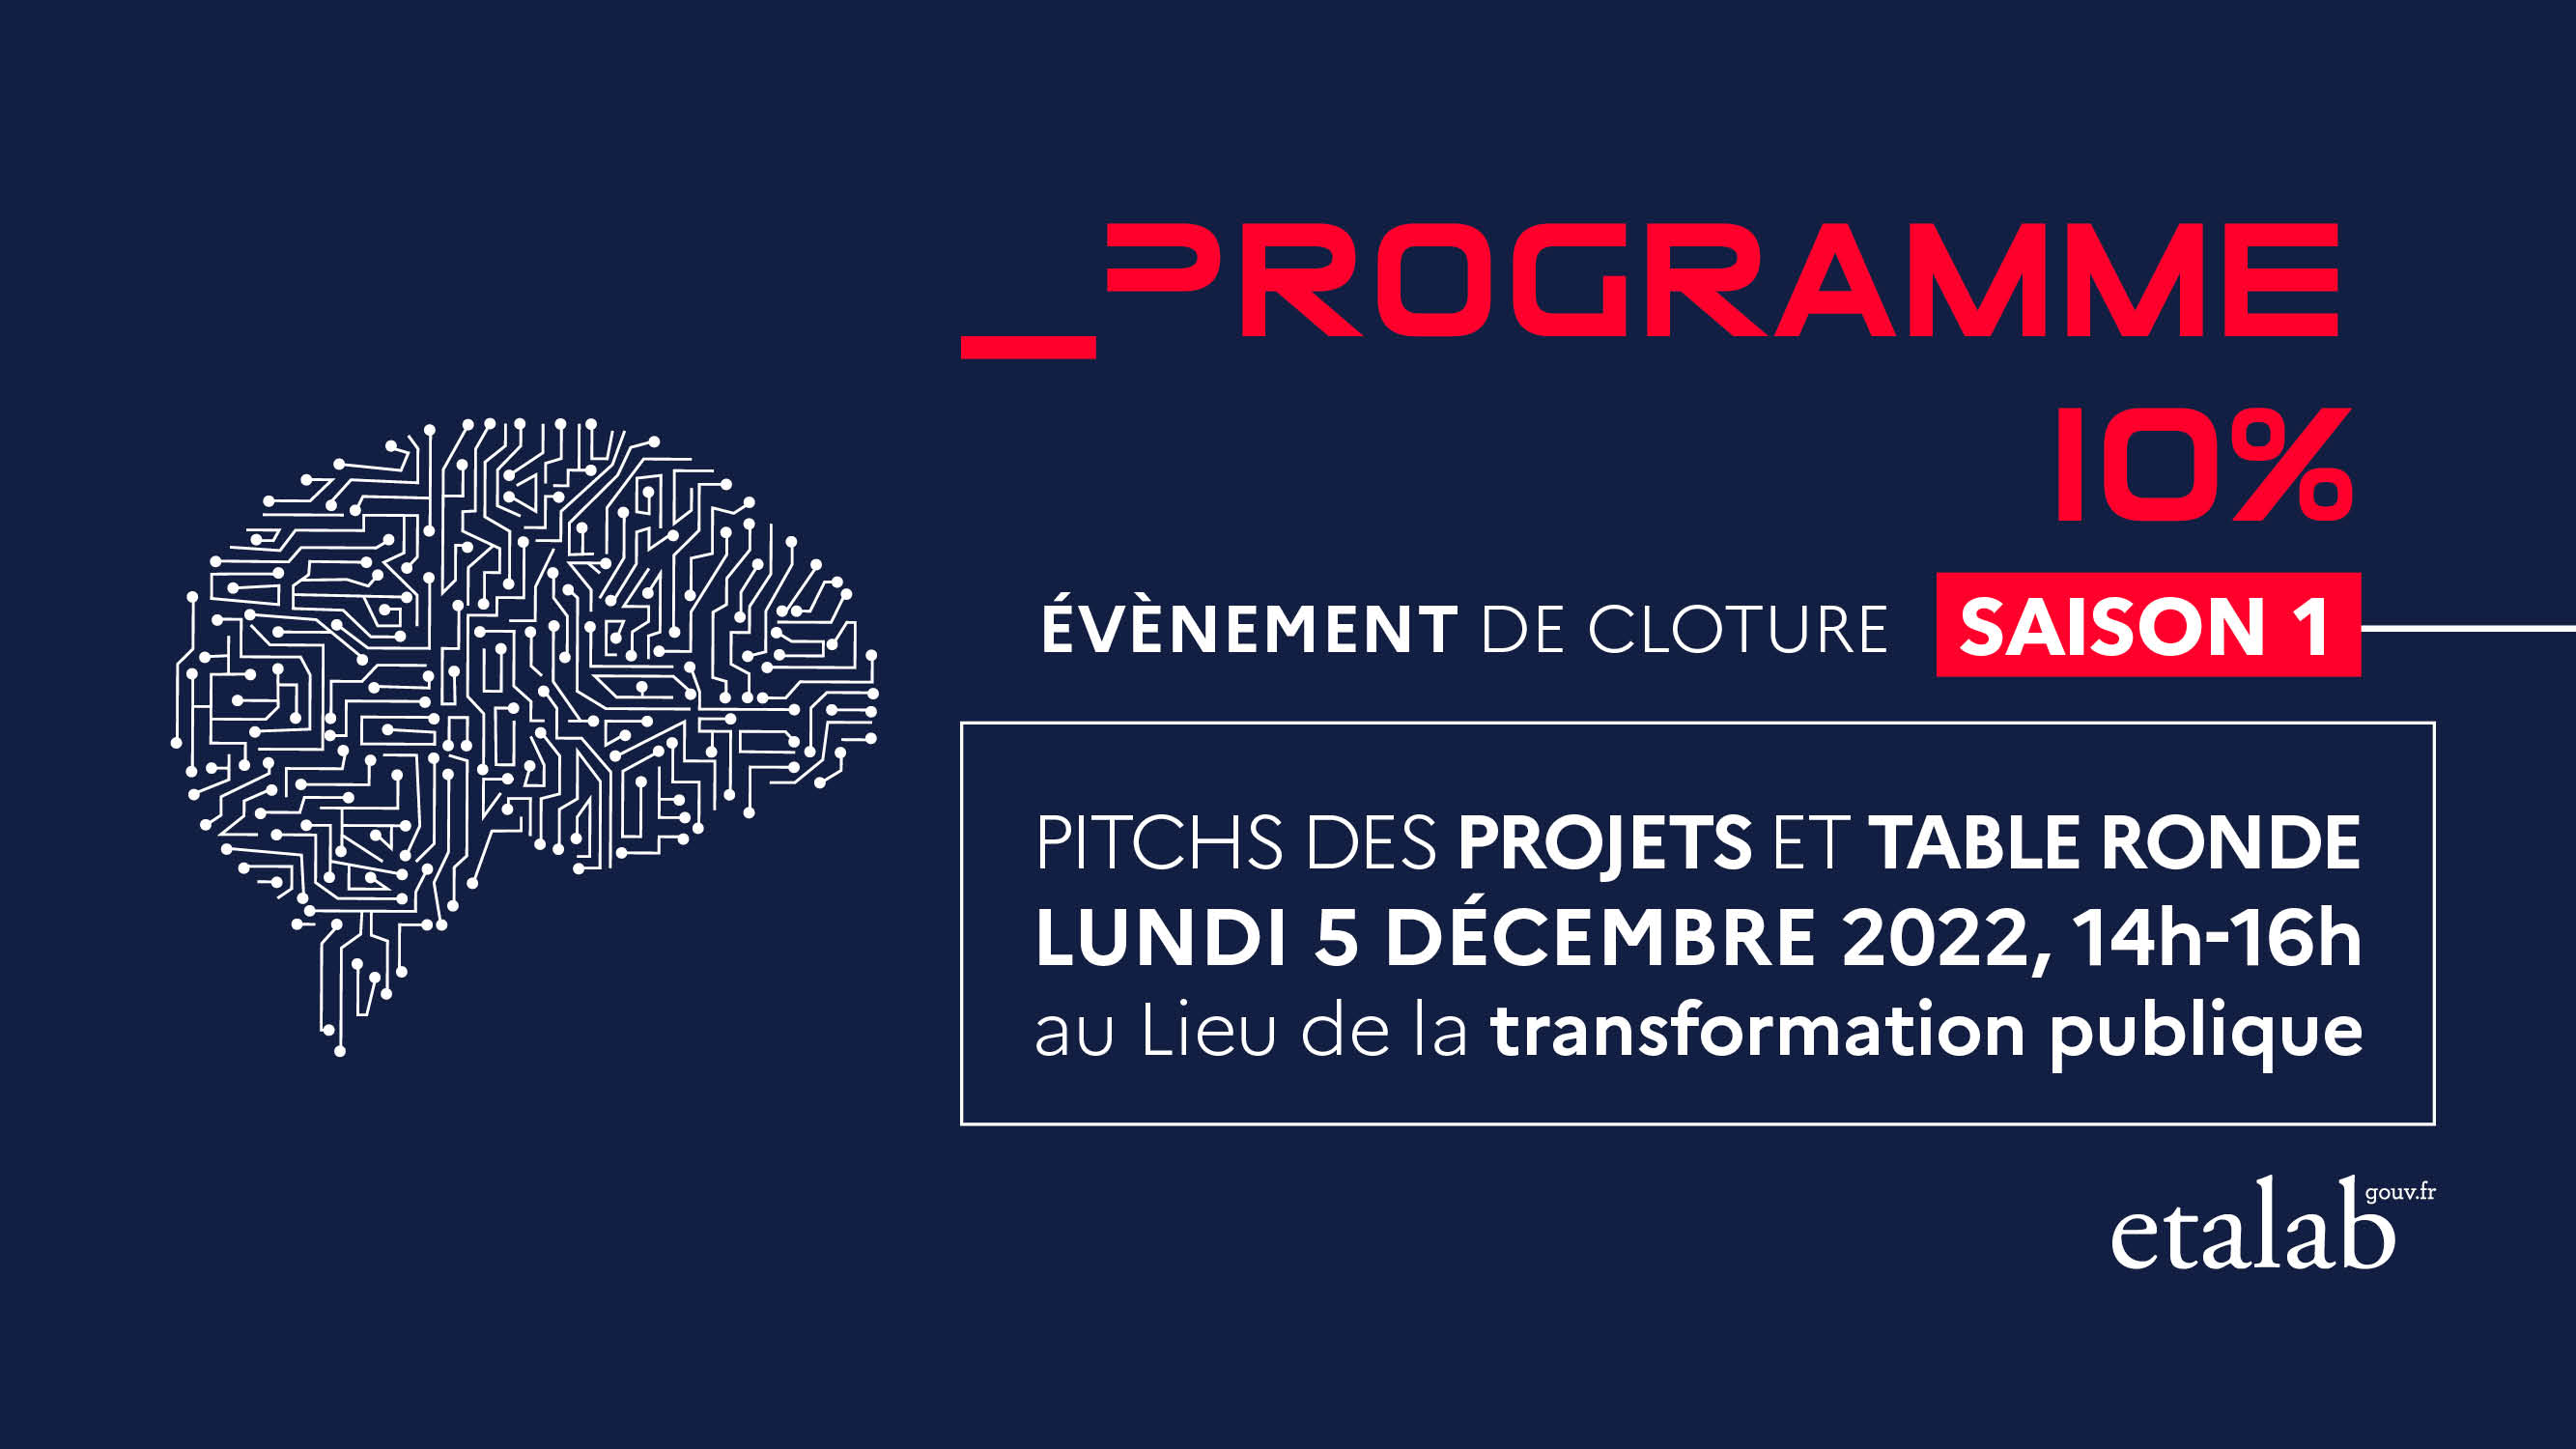 _PROGRAMME
10%
ÉVÈNEMENT DE CLOTURE SAISON 1
PITCHS DES PROJETS ET TABLE RONDE
LUNDI 5 DÉCEMBRE 2022, 14h-16h
au Lieu de la transformation publique
etalab gouv.fr